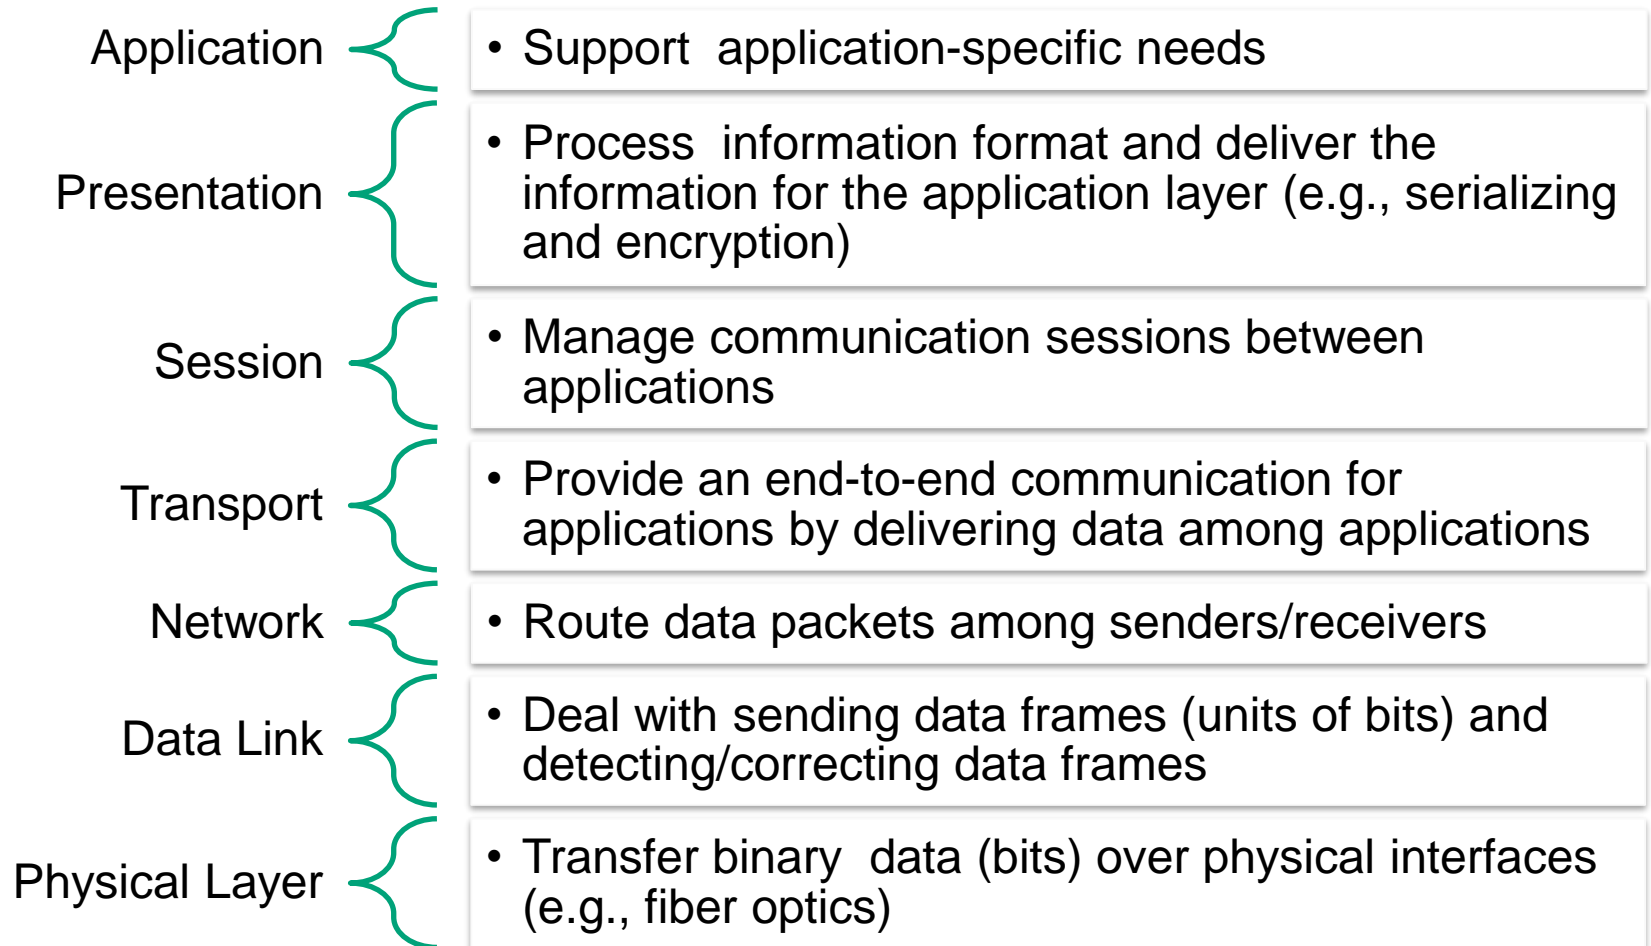 Application
• Support  application-specific needs
Presentation
• Process  information format and deliver the
information for the application layer (e.g., serializing
and encryption)
Session
• Manage communication sessions between
applications
Transport
• Provide an end-to-end communication for
applications by delivering data among applications
Network
• Route data packets among senders/receivers
Data Link
• Deal with sending data frames (units of bits) and
detecting/correcting data frames
Physical Layer
• Transfer binary  data (bits) over physical interfaces
(e.g., fiber optics)